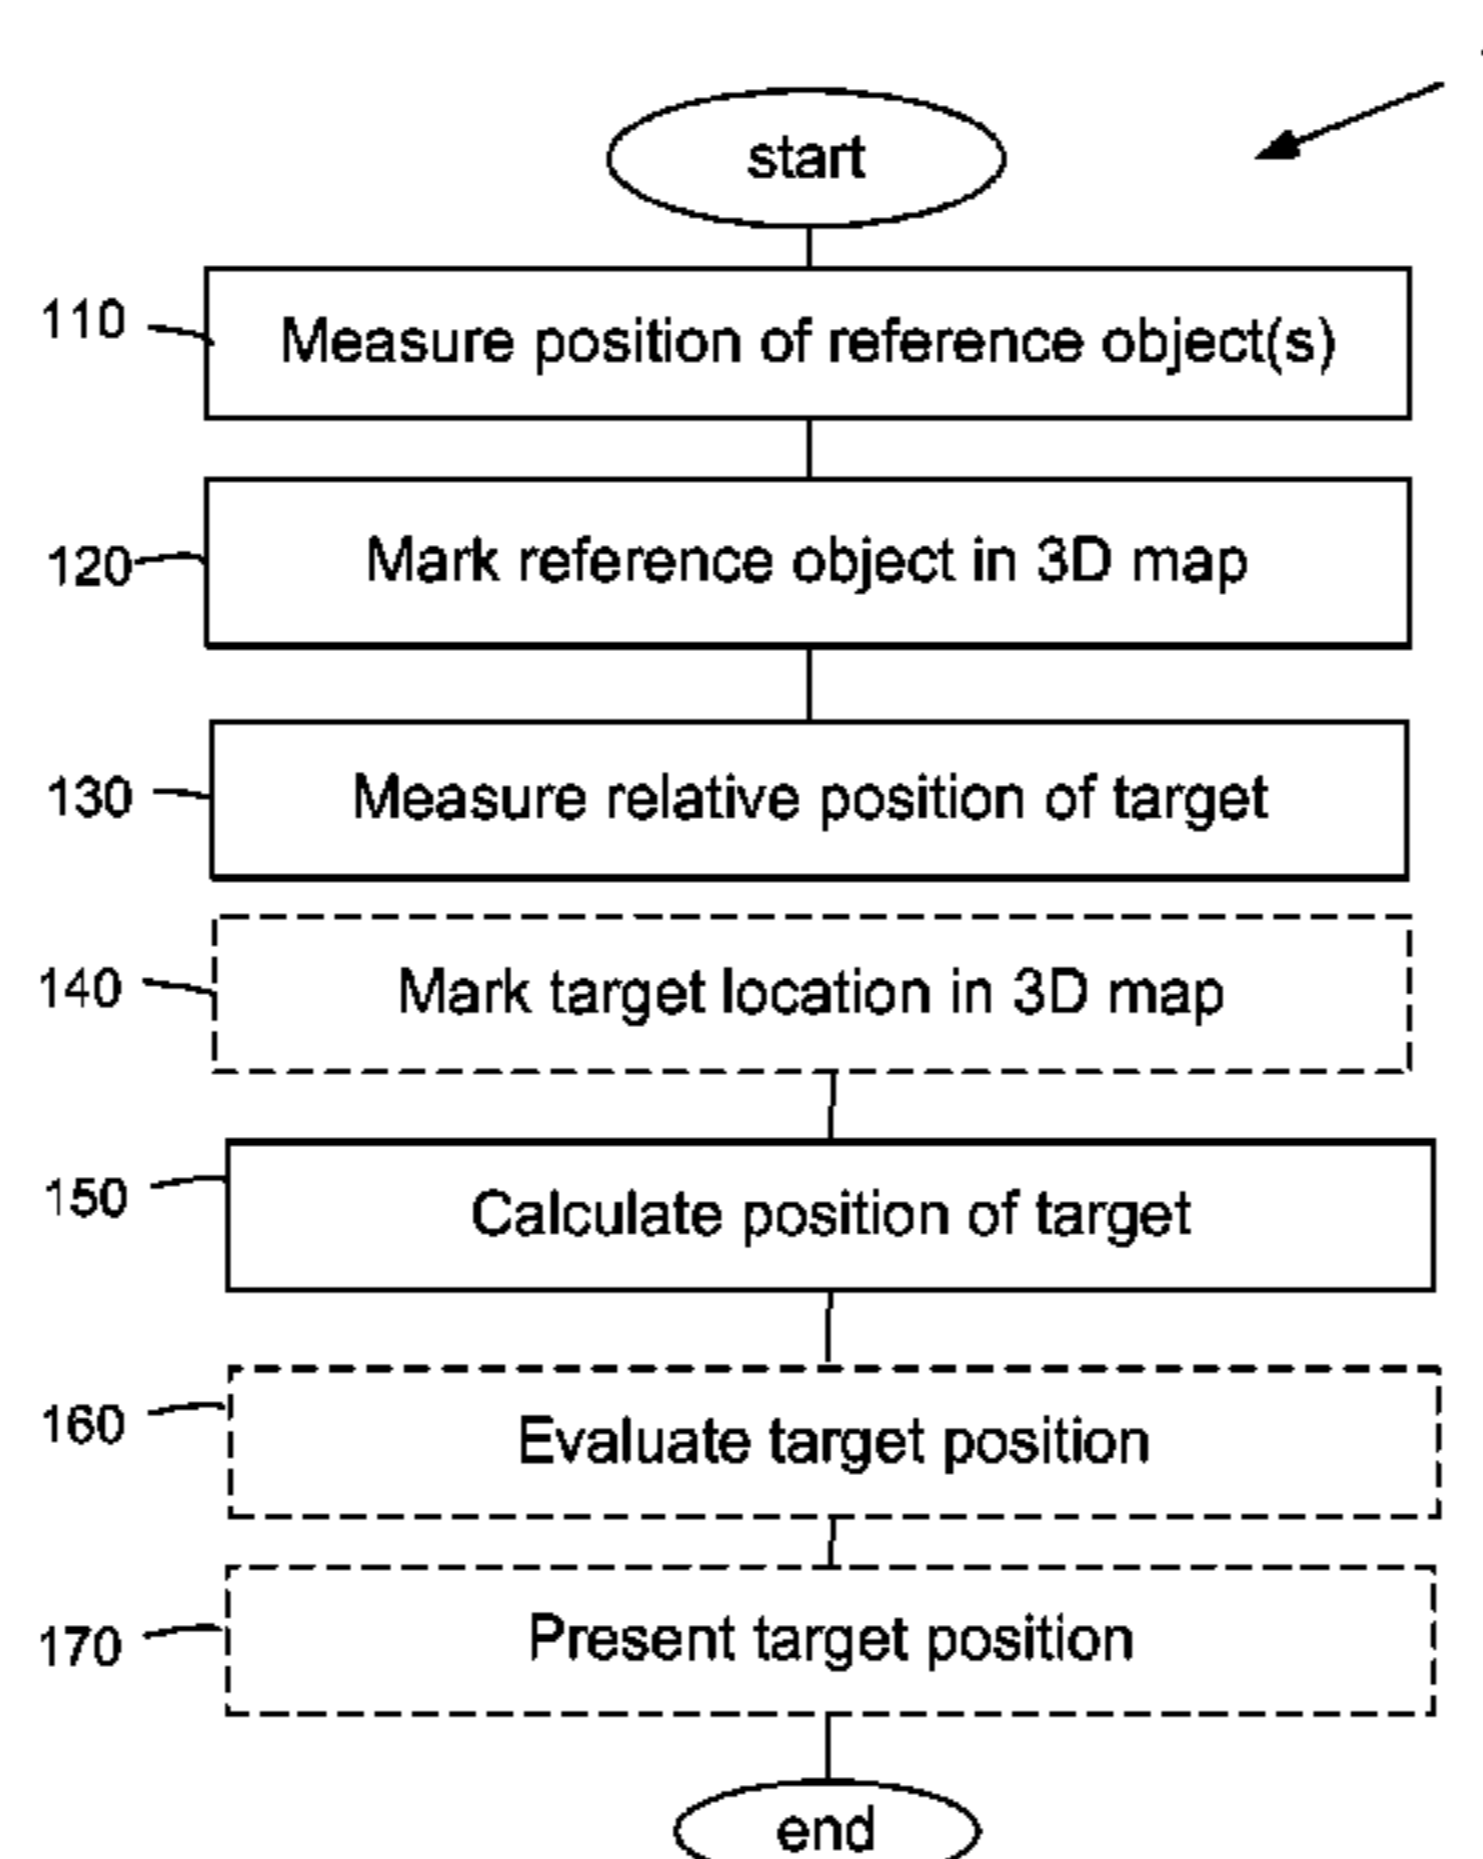 start
110
Measure position of reference object(s)
120
Mark reference object in 3D map
130
Measure relative position of target
140
Mark target location in 3D map
150
Calculate position of target
160
Evaluate target position
170
Present target position
end